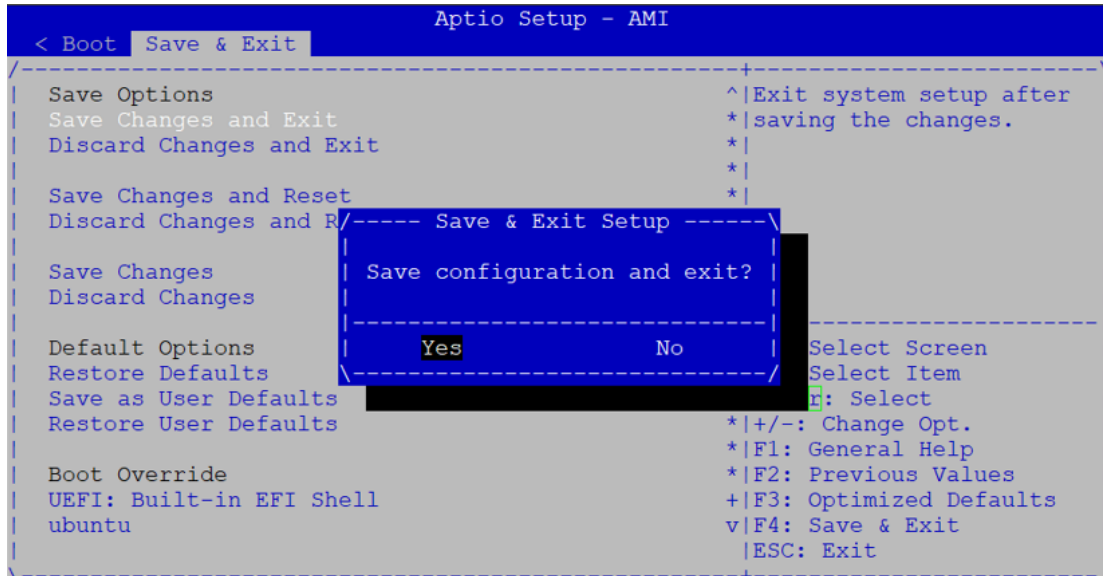 Aptio Setup - AMI
< Boot Save & Exit
/-----------------------------------------------------+--------------------------\
| Save Options ^|Exit system setup after
| Save Changes and Exit *|saving the changes.
| Discard Changes and Exit *|
| *|
| Save Changes and Reset *|
| Discard Changes and R/----- Save & Exit Setup ------\
| | |
| Save Changes | Save configuration and exit? |
| Discard Changes | |
| |------------------------------|--------------------------
| Default Options | Yes No | Select Screen
| Restore Defaults \------------------------------/ Select Item
| Save as User Defaults r: Select
| Restore User Defaults *|+/-: Change Opt.
| *|F1: General Help
| Boot Override *|F2: Previous Values
| UEFI: Built-in EFI Shell +|F3: Optimized Defaults
| ubuntu v|F4: Save & Exit
| |ESC: Exit
\-----------------------------------------------------+--------------------------